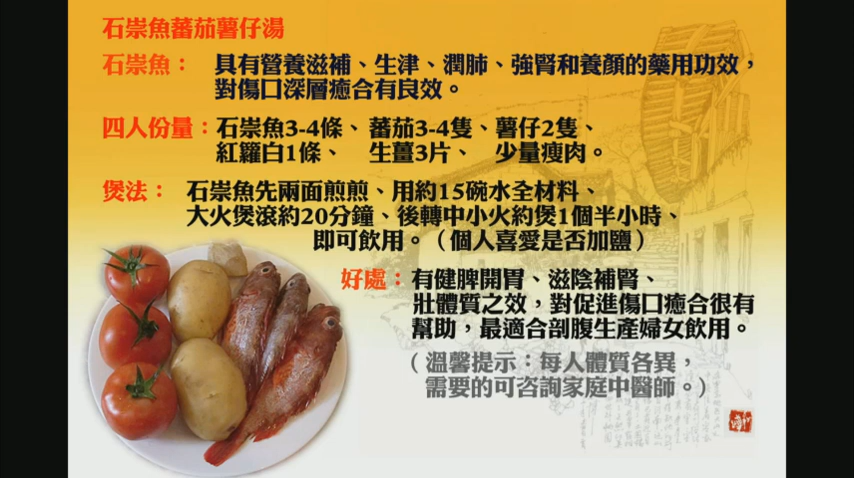 石崇魚蕃茄薯仔湯
石崇魚： 具有營養滋補、生津、潤肺、強腎和養顏的藥用功效，
對傷口深層癒合有良效。
四人份量：石崇魚3-4條、蕃茄3-4隻、薯仔2隻、
紅籮白1條、 生薑3片、 少量瘦肉。
煲法： 石崇魚先兩面煎煎、用約15碗水全材料、
大火煲滾約20分鐘、後轉中小火約煲1個半小時、
即可飲用。（個人喜愛是否加鹽）
好處：有健脾開胃、滋陰補腎、
壯體質之效，對促進傷口癒合很有
幫助，最適合剖腹生產婦女飲用。
（溫馨提示：每人體質各異，
需要的可咨詢家庭中醫師。）